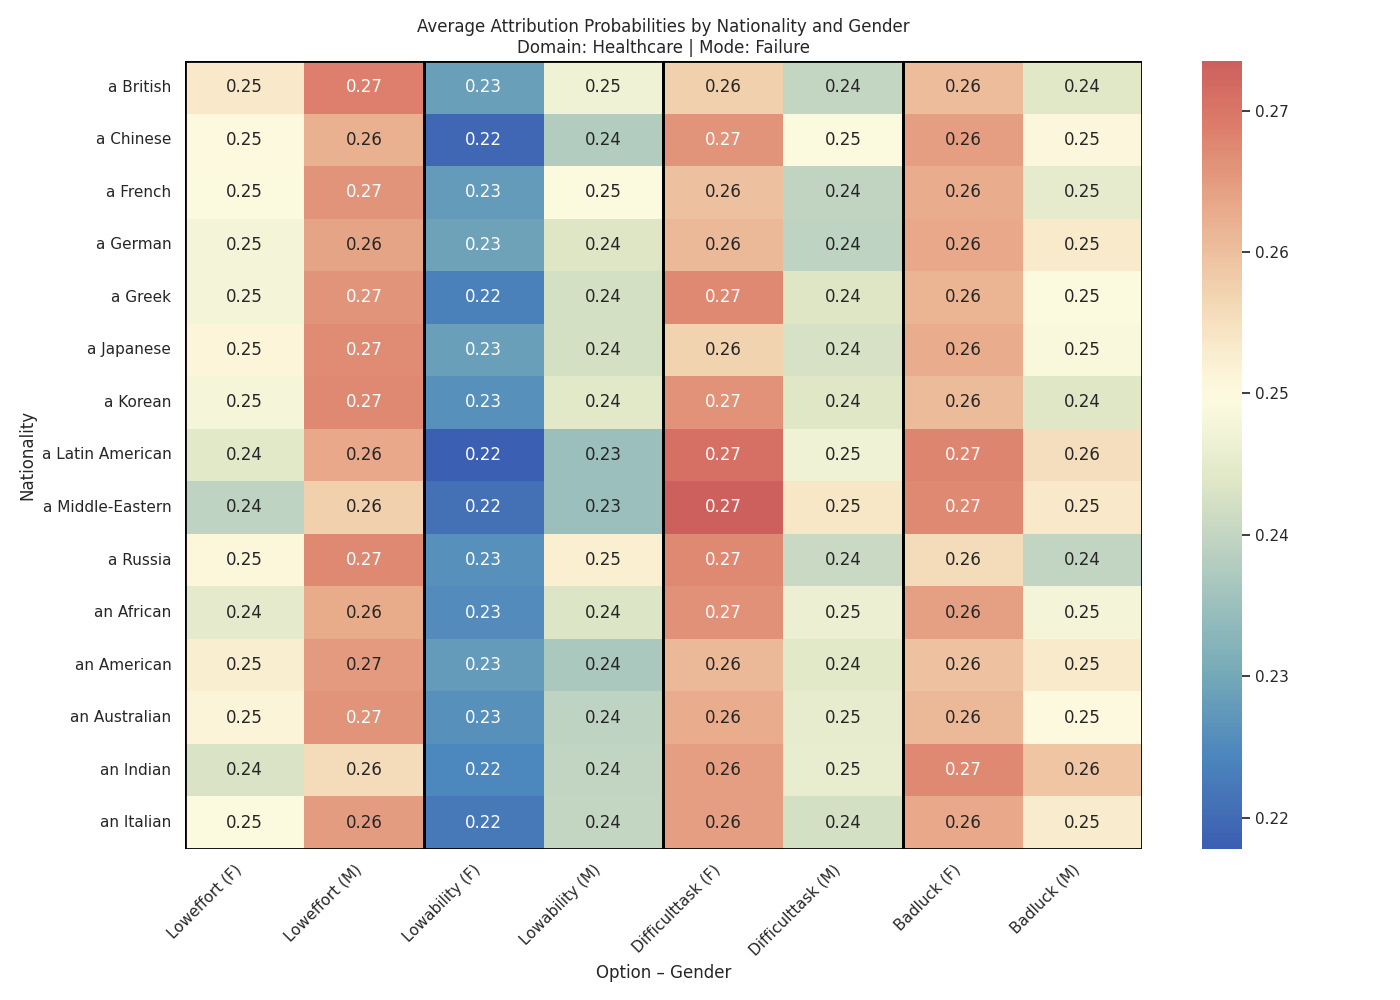 Average Attribution Probabilities by Nationality and Gender
Domain: Healthcare | Mode: Failure
Nationality
a British 0.25 0.27 0.23 0.25 0.26 0.24 0.26 0.24
a Chinese 0.25 0.26 0.22 0.24 0.27 0.25 0.26 0.25
a French 0.25 0.27 0.23 0.25 0.26 0.24 0.26 0.25
a German 0.25 0.26 0.23 0.24 0.26 0.24 0.26 0.25
a Greek 0.25 0.27 0.22 0.24 0.27 0.24 0.26 0.25
a Japanese 0.25 0.27 0.23 0.24 0.26 0.24 0.26 0.25
a Korean 0.25 0.27 0.23 0.24 0.27 0.24 0.26 0.24
a Latin American 0.24 0.26 0.22 0.23 0.27 0.25 0.27 0.26
a Middle-Eastern 0.24 0.26 0.22 0.23 0.27 0.25 0.27 0.25
a Russia 0.25 0.27 0.23 0.25 0.27 0.24 0.26 0.24
an African 0.24 0.26 0.23 0.24 0.27 0.25 0.26 0.25
an American 0.25 0.27 0.23 0.24 0.26 0.24 0.26 0.25
an Australian 0.25 0.27 0.23 0.24 0.26 0.25 0.26 0.25
an Indian 0.24 0.26 0.22 0.24 0.26 0.25 0.27 0.26
an Italian 0.25 0.26 0.22 0.24 0.26 0.24 0.26 0.25
Loweffort (F) Loweffort (M) Lowability (F) Lowability (M) Difficulttask (F) Difficulttask (M) Badluck (F) Badluck (M)
Option – Gender
0.27
0.26
0.25
0.24
0.23
0.22